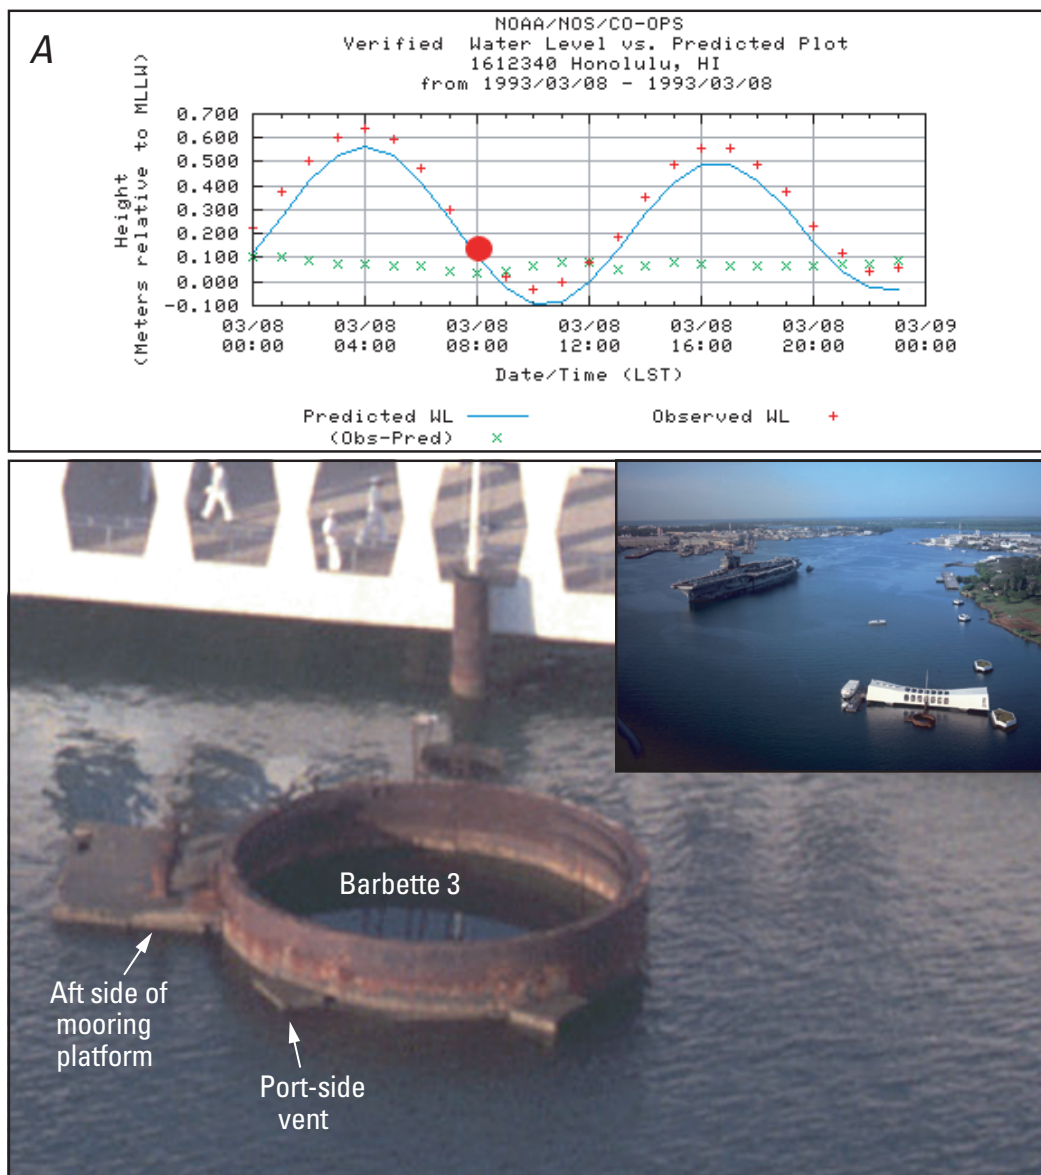 A
NOAA/NOS/CO-OPS
Verified Water Level vs. Predicted Plot
1612340 Honolulu, HI
from 1993/03/08 - 1993/03/08
Height
(Meters relative to MLLW)
0.700
0.600
0.500
0.400
0.300
0.200
0.100
0.000
-0.100
03/08 03/08 03/08 03/08 03/08 03/08 03/09
00:00 04:00 08:00 12:00 16:00 20:00 00:00
Date/Time (LST)
Predicted WL Observed WL +
(Obs-Pred) ×
Barbette 3
Aft side of
mooring
platform
Port-side
vent